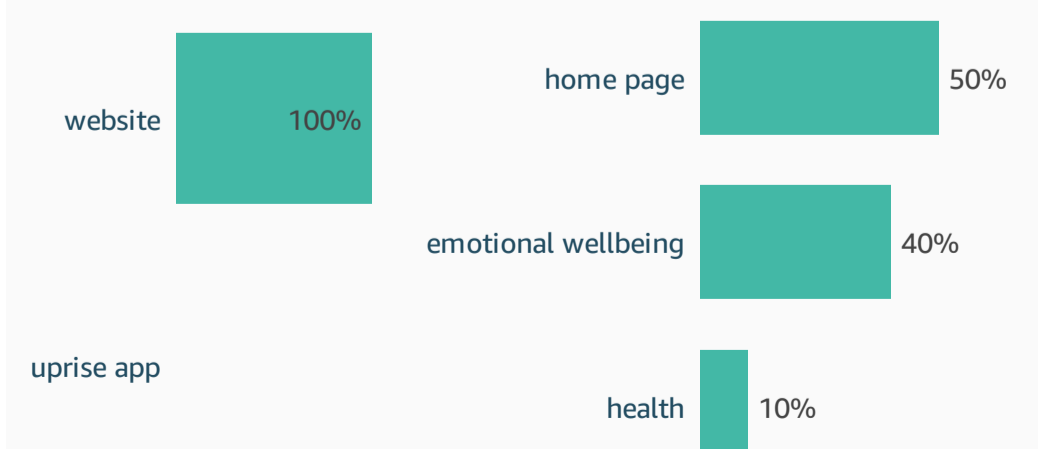 website
100%
uprise app
home page
50%
emotional wellbeing
40%
health
10%